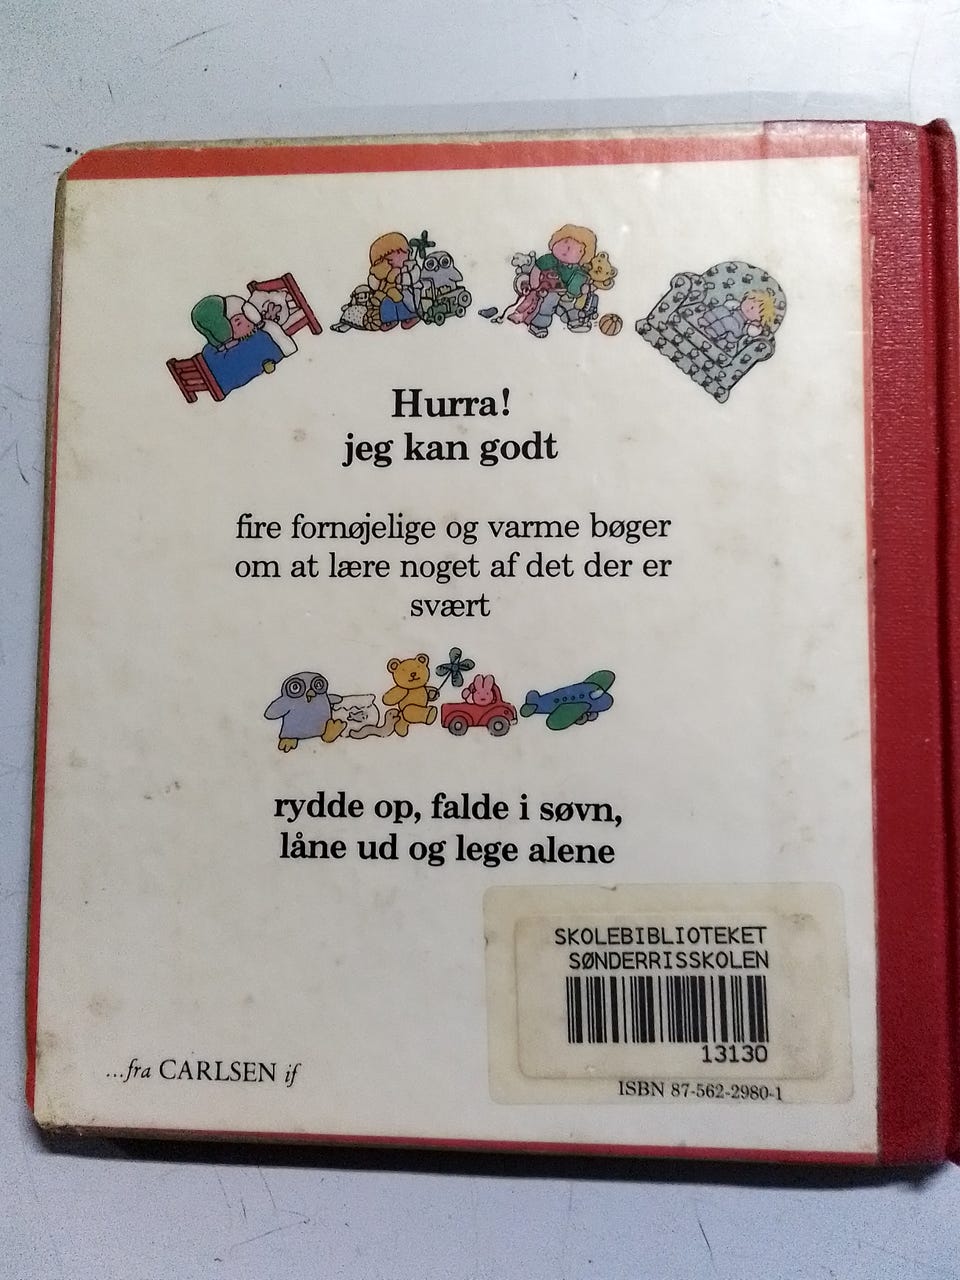 Hurra!
jeg kan godt
fire fornøjelige og varme bøger
om at lære noget af det der er
svært
rydde op, falde i søvn,
låne ud og lege alene
SKOLEBIBLIOTEKET
SØNDERRISSKOLEN
13130
ISBN 87-562-2980-1
...fra CARLSEN if